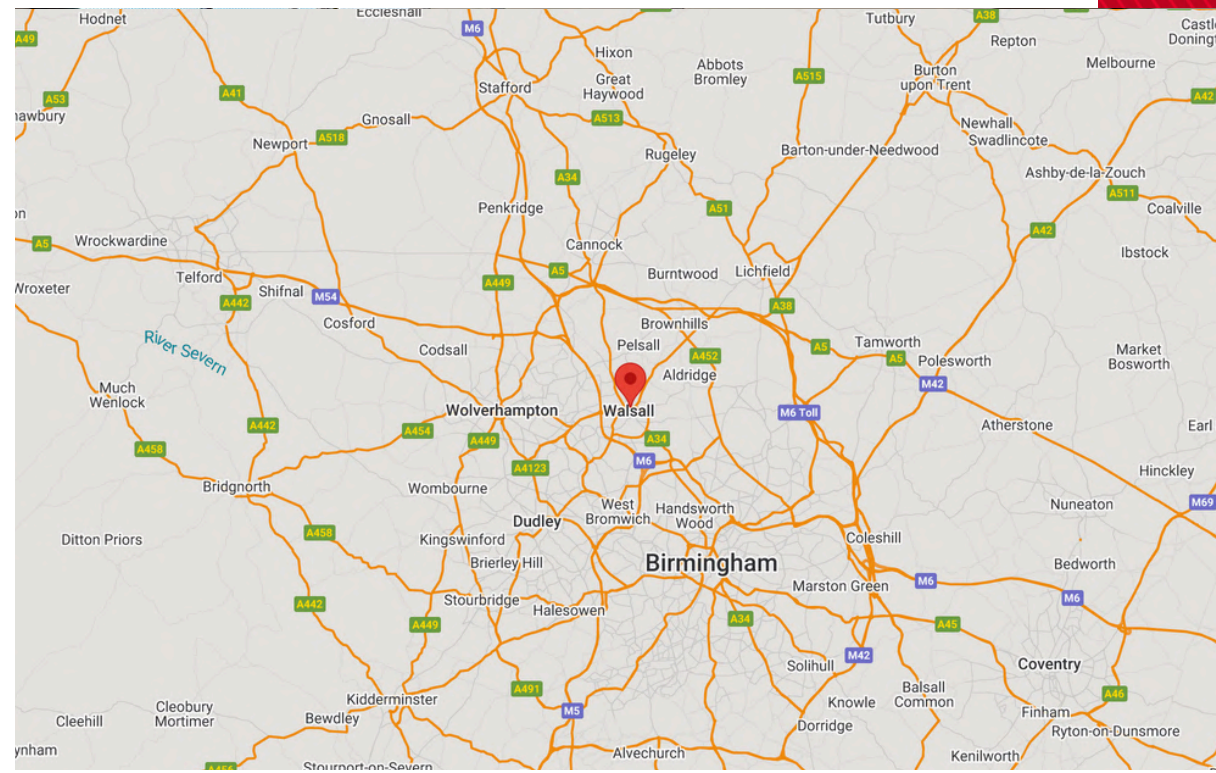 Hodnet
Eccleshall
M6
Tutbury
A38
Repton
Castle
Donington
A49
Hixon
Abbots
Bromley
A515
Burton
upon Trent
Melbourne
A53
A41
Stafford
Great
Haywood
A42
Gnosall
A513
Newport
A518
Newhall
Swadlincote
Rugeley
Barton-under-Needwood
Ashby-de-la-Zouch
A34
A511
Penkridge
A51
Coalville
A5
Wrockwardine
Cannock
A42
Ibstock
Telford
A449
A5
Burntwood
Lichfield
Wroxeter
Shifnal
M54
A442
A38
Cosford
Brownhills
River Severn
Codsall
Pelsall
A452
A5
Tamworth
A5
Polesworth
Market
Bosworth
Much
Wenlock
Aldridge
M42
Wolverhampton
Walsall
M6 Toll
A442
A454
A449
A34
Atherstone
Earl
A458
A4123
M6
Hinckley
Bridgnorth
Wombourne
M69
West
Bromwich
Handsworth
Wood
Nuneaton
Dudley
Ditton Priors
A458
Kingswinford
Coleshill
Brierley Hill
Birmingham
Bedworth
Marston Green
M6
M6
A442
Stourbridge
Halesowen
A449
A34
A45
M42
Solihull
Coventry
A491
Kidderminster
Balsall
Common
A46
Cleobury
Mortimer
Knowle
Cleehill
Bewdley
M5
Finham
Dorridge
Ryton-on-Dunsmore
Alvechurch
Kenilworth
A456
Stourport-on-Severn